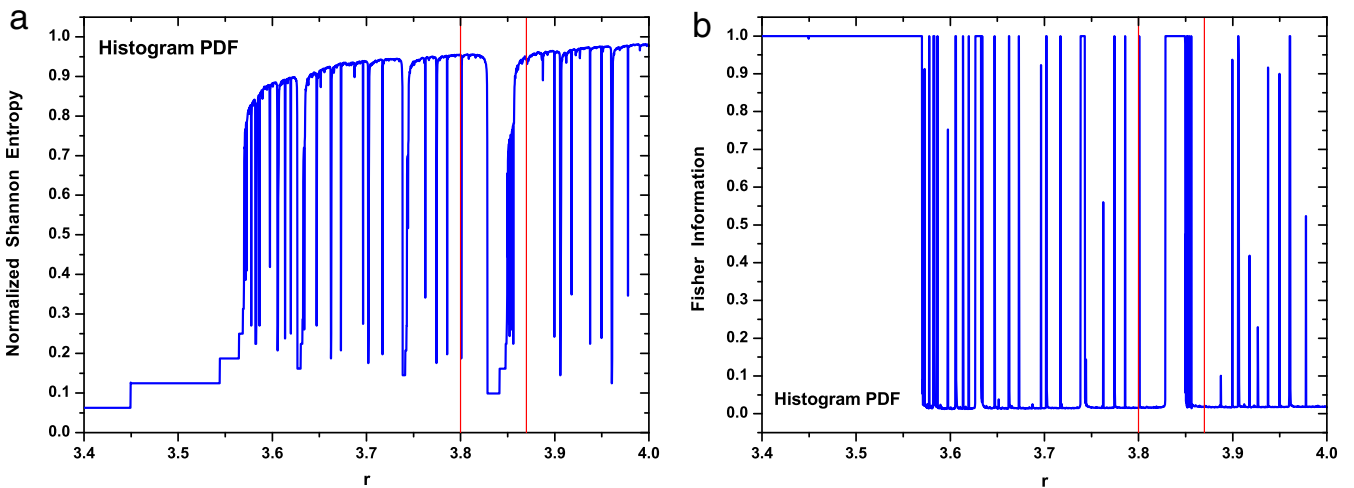 a
Histogram PDF
Normalized Shannon Entropy
1.0
0.9
0.8
0.7
0.6
0.5
0.4
0.3
0.2
0.1
0.0
3.4 3.5 3.6 3.7 3.8 3.9 4.0
r
b
Fisher Information
1.0
0.9
0.8
0.7
0.6
0.5
0.4
0.3
0.2
0.1
0.0
Histogram PDF
3.4 3.5 3.6 3.7 3.8 3.9 4.0
r